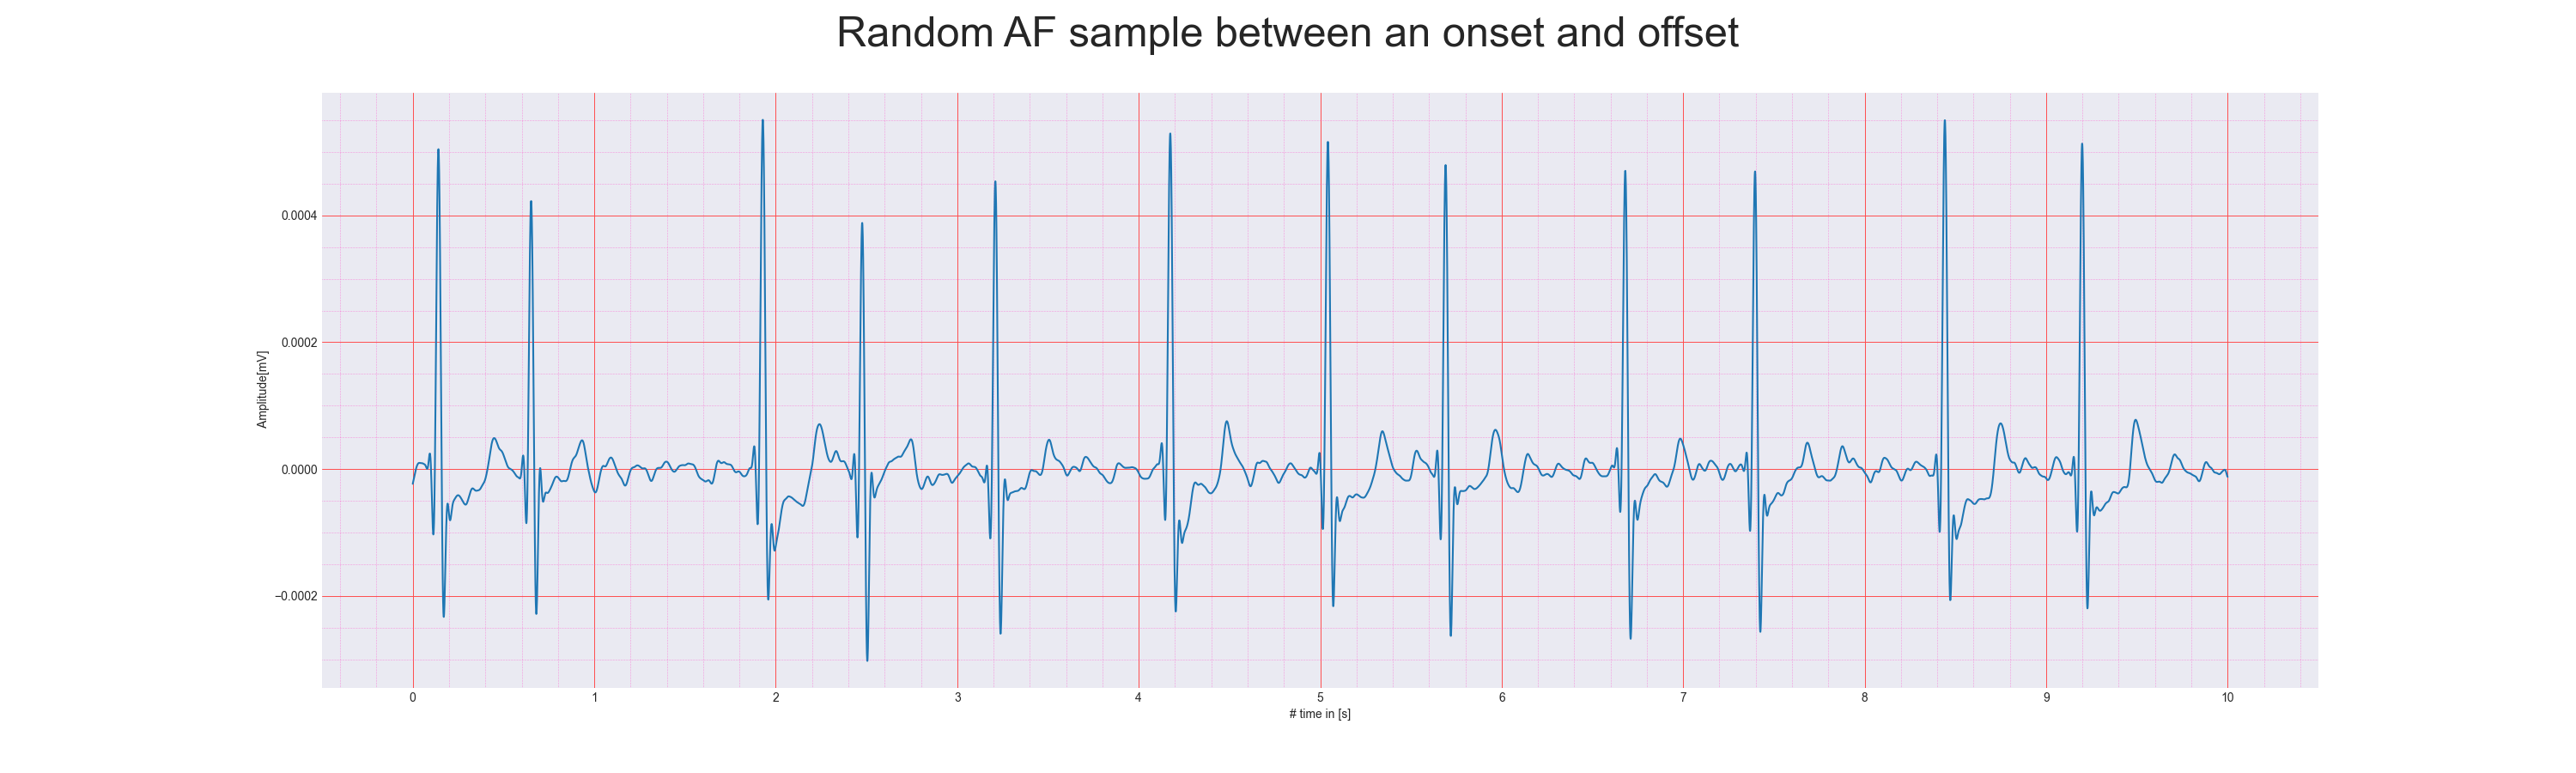 Random AF sample between an onset and offset
0.0004
0.0002
0.0000
−0.0002
Amplitude[mV]
0 1 2 3 4 5 6 7 8 9 10
# time in [s]